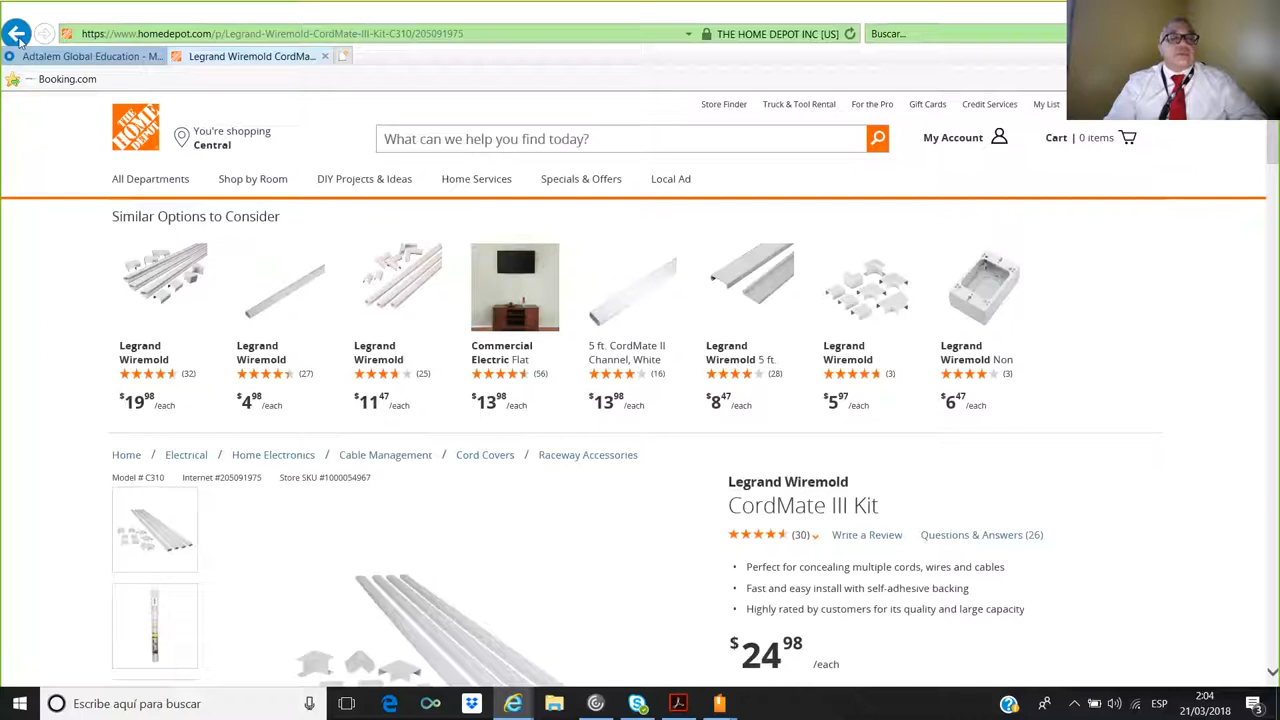 https://www.homedepot.com/p/Legrand-Wiremold-CordMate-III-Kit-C310/205091975
THE HOME DEPOT INC [US]
Buscar...
Adtalem Global Education - M...
Legrand Wiremold CordMa...
Booking.com
Store Finder
Truck & Tool Rental
For the Pro
Gift Cards
Credit Services
My List
THE HOME DEPOT
You're shopping
Central
What can we help you find today?
My Account
Cart | 0 items
All Departments
Shop by Room
DIY Projects & Ideas
Home Services
Specials & Offers
Local Ad
Similar Options to Consider
Legrand
Wiremold
(32)
$19 98 /each
Legrand
Wiremold
(27)
$4 98 /each
Legrand
Wiremold
(25)
$11 47 /each
Commercial
Electric Flat
(56)
$13 98 /each
5 ft. CordMate II
Channel, White
(16)
$13 98 /each
Legrand
Wiremold 5 ft.
(28)
$8 47 /each
Legrand
Wiremold
(3)
$5 97 /each
Legrand
Wiremold Non
(3)
$6 47 /each
Home / Electrical / Home Electronics / Cable Management / Cord Covers / Raceway Accessories
Model # C310 Internet #205091975 Store SKU #1000054967
Legrand Wiremold
CordMate III Kit
(30) Write a Review Questions & Answers (26)
• Perfect for concealing multiple cords, wires and cables
• Fast and easy install with self-adhesive backing
• Highly rated by customers for its quality and large capacity
$24 98 /each
Escribe aquí para buscar
ESP
2:04
21/03/2018
3